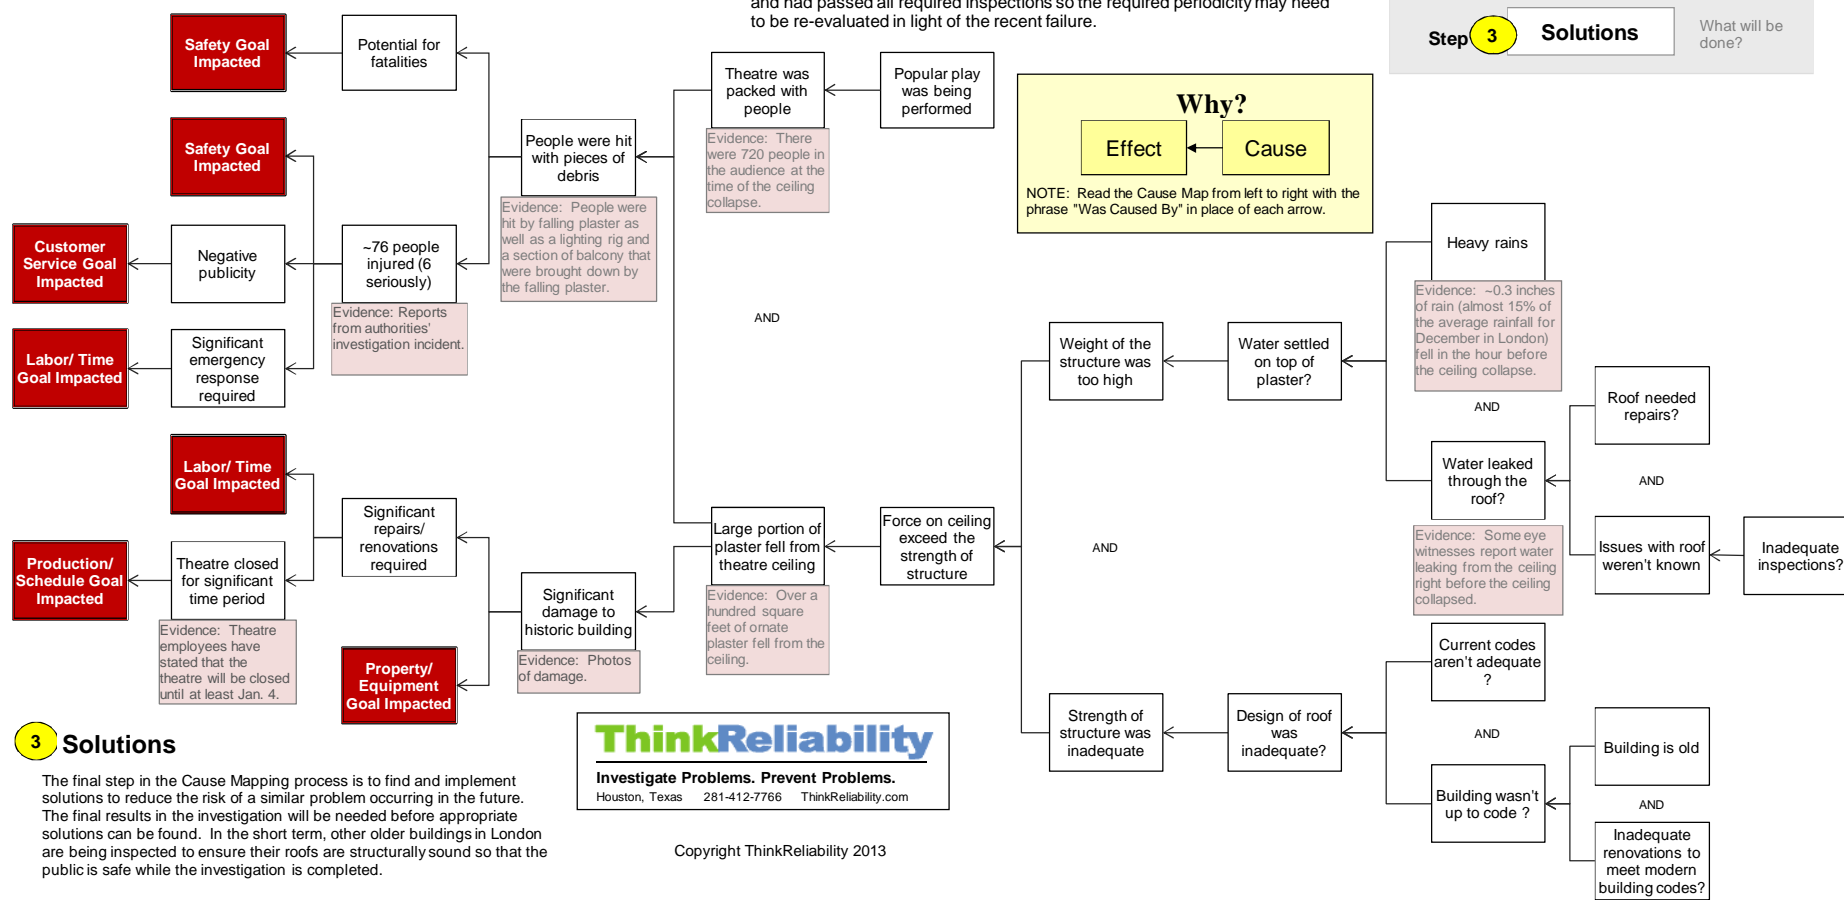 and had passed all required inspections so the required periodicity may need
to be re-evaluated in light of the recent failure.
Step 3 Solutions
What will be
done?
Safety Goal
Impacted
Potential for
fatalities
Theatre was
packed with
people
Popular play
was being
performed
Evidence: There
were 720 people in
the audience at the
time of the ceiling
collapse.
Why?
Effect
Cause
NOTE: Read the Cause Map from left to right with the
phrase "Was Caused By" in place of each arrow.
Safety Goal
Impacted
People were hit
with pieces of
debris
Evidence: People were
hit by falling plaster as
well as a lighting rig and
a section of balcony that
were brought down by
the falling plaster.
Customer
Service Goal
Impacted
Negative
publicity
~76 people
injured (6
seriously)
Evidence: Reports
from authorities'
investigation incident.
Labor/ Time
Goal Impacted
Significant
emergency
response
required
AND
Heavy rains
Evidence: ~0.3 inches
of rain (almost 15% of
the average rainfall for
December in London)
fell in the hour before
the ceiling collapse.
Weight of the
structure was
too high
Water settled
on top of
plaster?
AND
Roof needed
repairs?
Water leaked
through the
roof?
AND
Evidence: Some eye
witnesses report water
leaking from the ceiling
right before the ceiling
collapsed.
Issues with roof
weren't known
Inadequate
inspections?
Labor/ Time
Goal Impacted
Significant
repairs/
renovations
required
Large portion of
plaster fell from
theatre ceiling
Force on ceiling
exceed the
strength of
structure
AND
Production/
Schedule Goal
Impacted
Theatre closed
for significant
time period
Evidence: Theatre
employees have
stated that the
theatre will be closed
until at least Jan. 4.
Significant
damage to
historic building
Evidence: Photos
of damage.
Evidence: Over a
hundred square
feet of ornate
plaster fell from the
ceiling.
Property/
Equipment
Goal Impacted
Current codes
aren't adequate
?
Strength of
structure was
inadequate
Design of roof
was
inadequate?
AND
Building is old
Building wasn't
up to code ?
AND
Inadequate
renovations to
meet modern
building codes?
3 Solutions
The final step in the Cause Mapping process is to find and implement
solutions to reduce the risk of a similar problem occurring in the future.
The final results in the investigation will be needed before appropriate
solutions can be found. In the short term, other older buildings in London
are being inspected to ensure their roofs are structurally sound so that the
public is safe while the investigation is completed.
ThinkReliability
Investigate Problems. Prevent Problems.
Houston, Texas 281-412-7766 ThinkReliability.com
Copyright ThinkReliability 2013